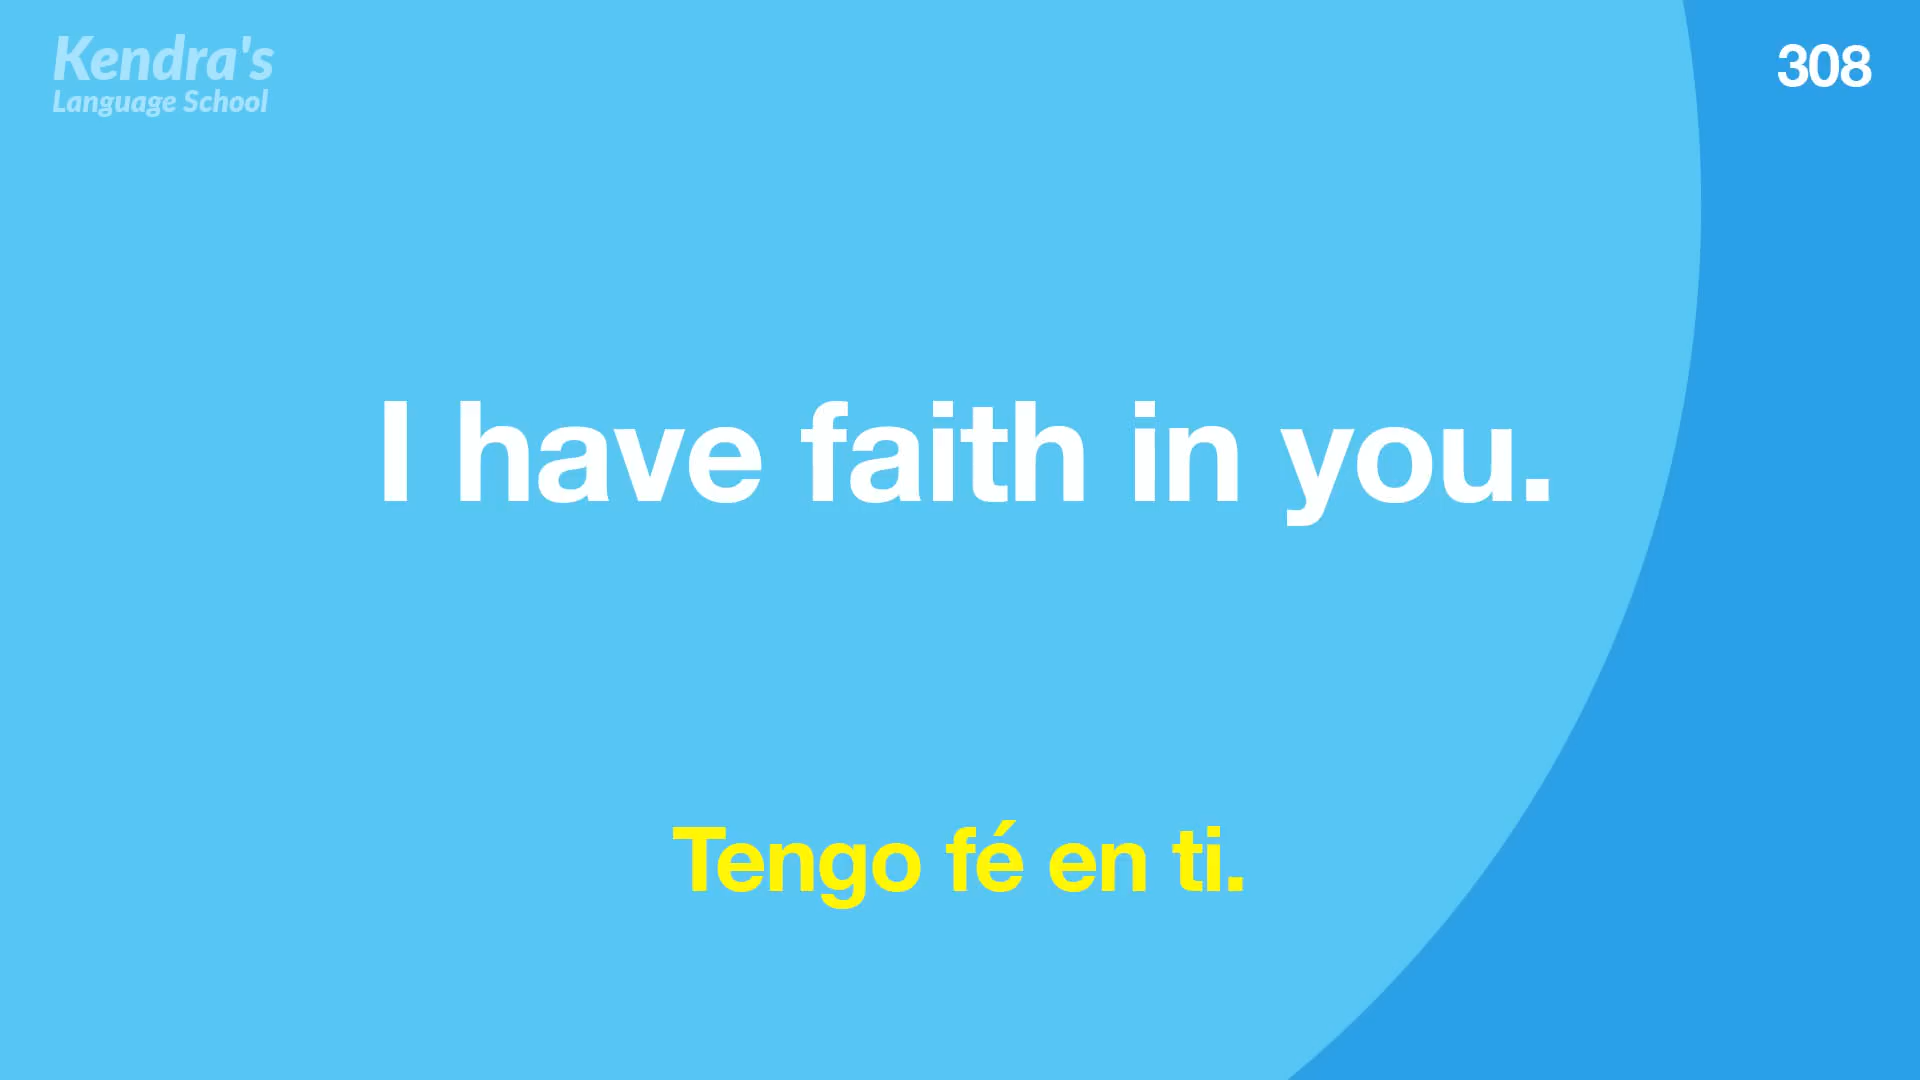 Kendra's
Language School
308
I have faith in you.
Tengo fé en ti.